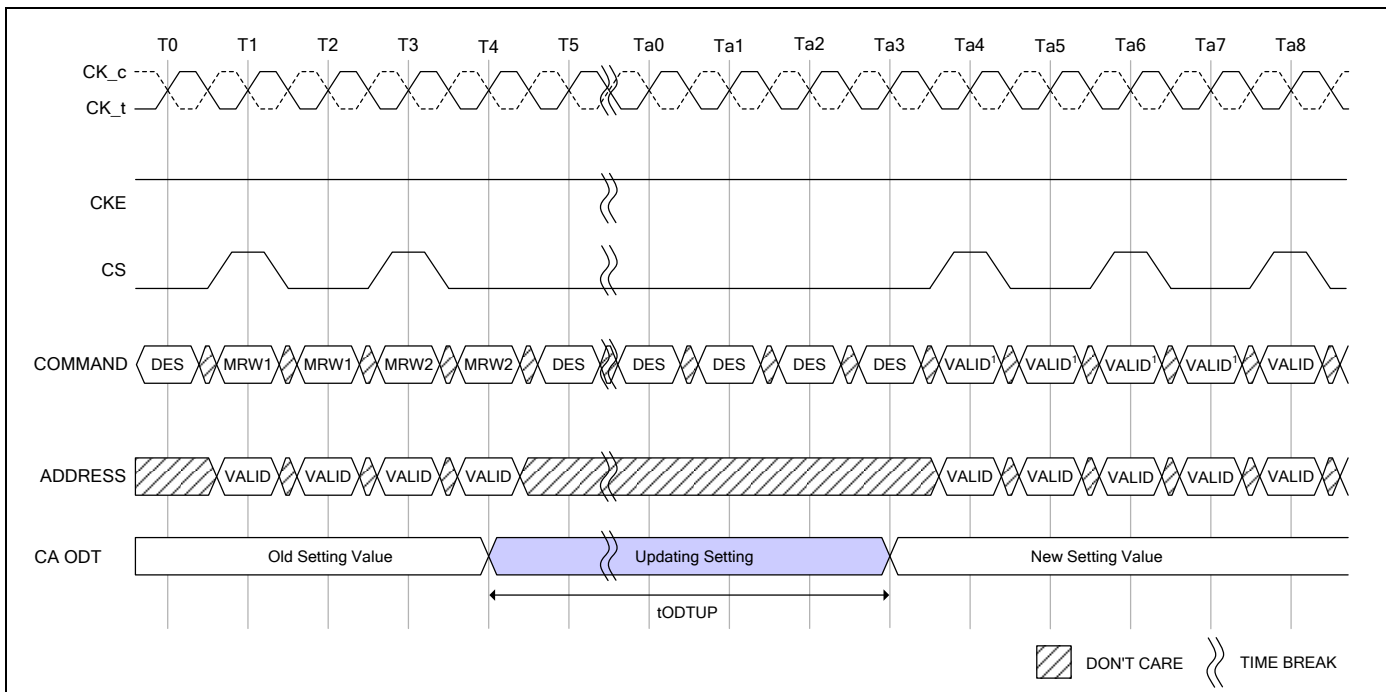 T0 T1 T2 T3 T4 T5 Ta0 Ta1 Ta2 Ta3 Ta4 Ta5 Ta6 Ta7 Ta8
CK_c
CK_t
CKE
CS
COMMAND DES MRW1 MRW1 MRW2 MRW2 DES DES DES DES DES VALID¹ VALID¹ VALID¹ VALID¹ VALID
ADDRESS VALID VALID VALID VALID VALID VALID VALID VALID VALID
CA ODT Old Setting Value Updating Setting New Setting Value
tODTUP
DON'T CARE TIME BREAK